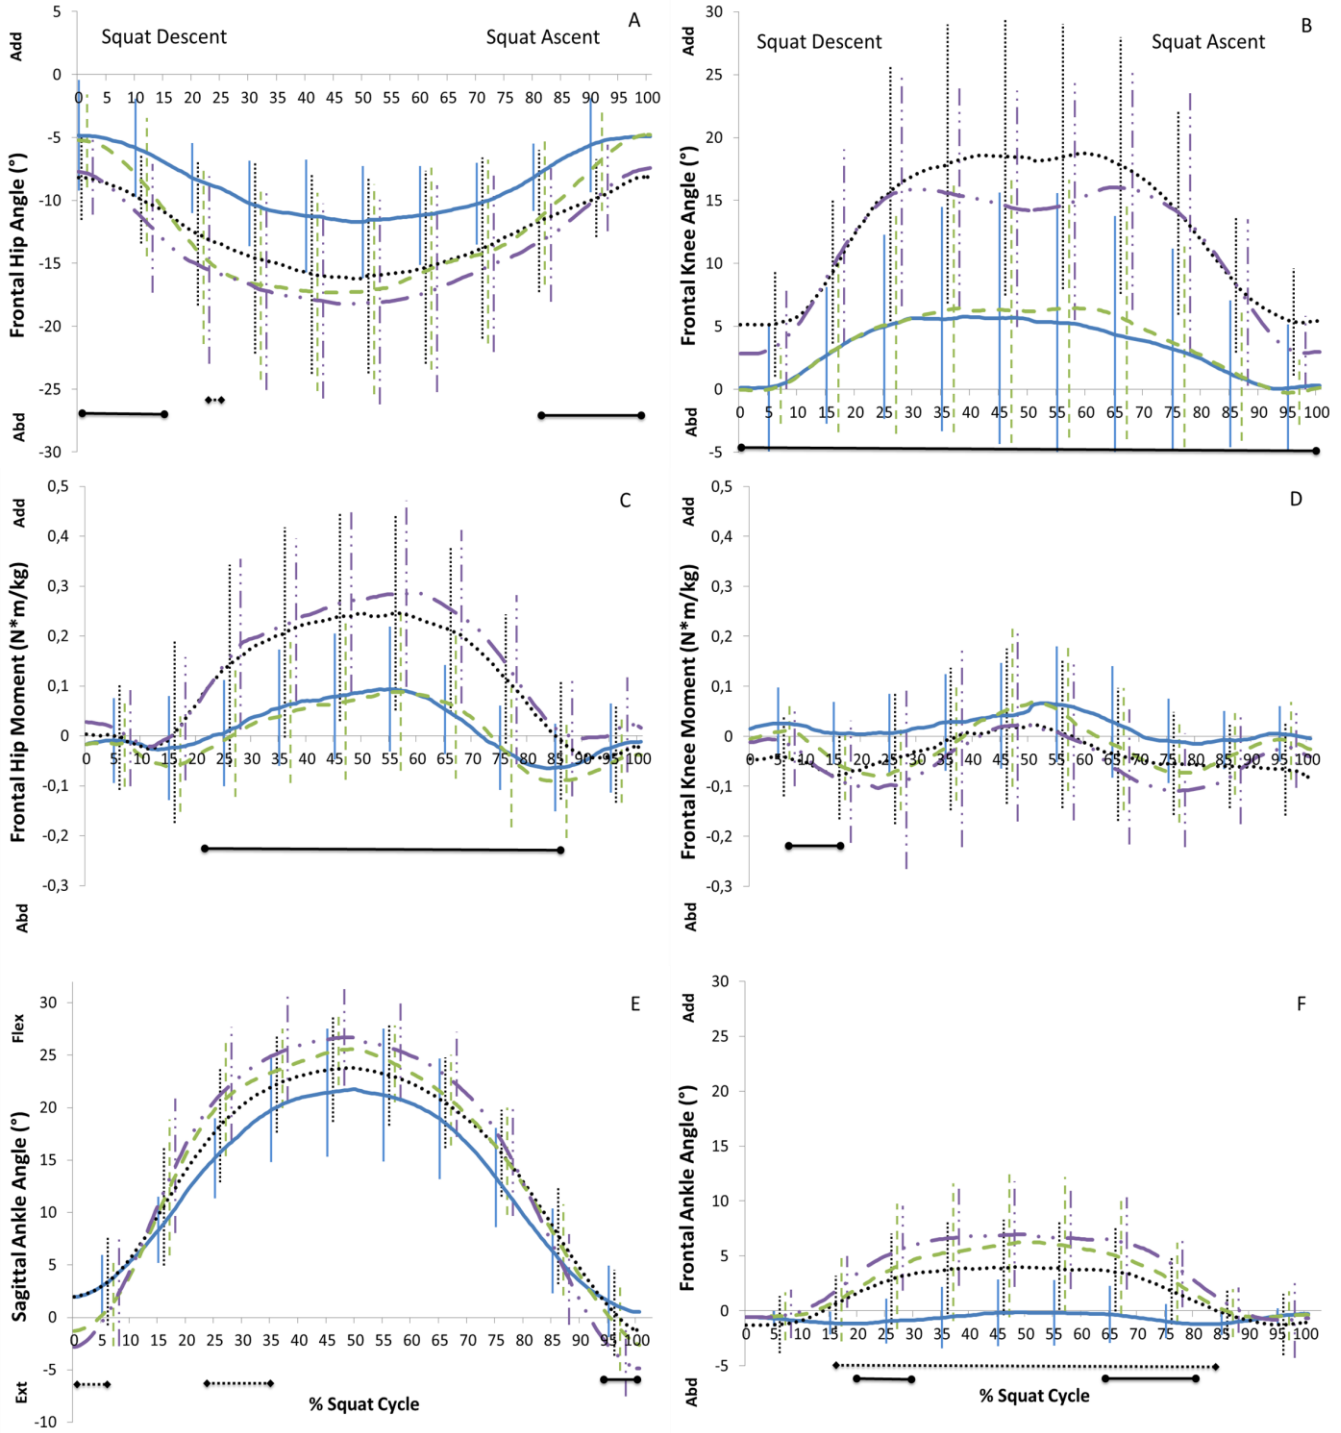 A
Squat Descent
Squat Ascent
Add
Frontal Hip Angle (°)
Abd
5
0
-5
-10
-15
-20
-25
-30
0 5 10 15 20 25 30 35 40 45 50 55 60 65 70 75 80 85 90 95 100
B
Squat Descent
Squat Ascent
Add
Frontal Knee Angle (°)
Abd
30
25
20
15
10
5
0
-5
0 5 10 15 20 25 30 35 40 45 50 55 60 65 70 75 80 85 90 95 100
C
Add
Frontal Hip Moment (N*m/kg)
Abd
0,5
0,4
0,3
0,2
0,1
0
-0,1
-0,2
-0,3
0 5 10 15 20 25 30 35 40 45 50 55 60 65 70 75 80 85 90 95 100
D
Add
Frontal Knee Moment (N*m/kg)
Abd
0,5
0,4
0,3
0,2
0,1
0
-0,1
-0,2
-0,3
0 5 10 15 20 25 30 35 40 45 50 55 60 65 70 75 80 85 90 95 100
E
Flex
Sagittal Ankle Angle (°)
Ext
30
25
20
15
10
5
0
-5
-10
0 5 10 15 20 25 30 35 40 45 50 55 60 65 70 75 80 85 90 95 100
% Squat Cycle
F
Add
Frontal Ankle Angle (°)
Abd
30
25
20
15
10
5
0
-5
0 5 10 15 20 25 30 35 40 45 50 55 60 65 70 75 80 85 90 95 100
% Squat Cycle